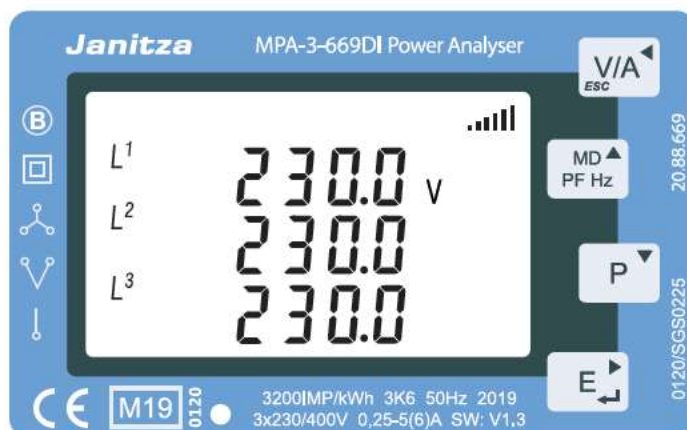 Janitza MPA-3-669DI Power Analyser
V/A
ESC
B
L1 230.0 V
L2 230.0
L3 230.0
MD
PF Hz
P
E
20.88.669
0120/SGS0225
CE M19 0120
3200IMP/kWh 3K6 50Hz 2019
3x230/400V 0,25-5(6)A SW: V1.3